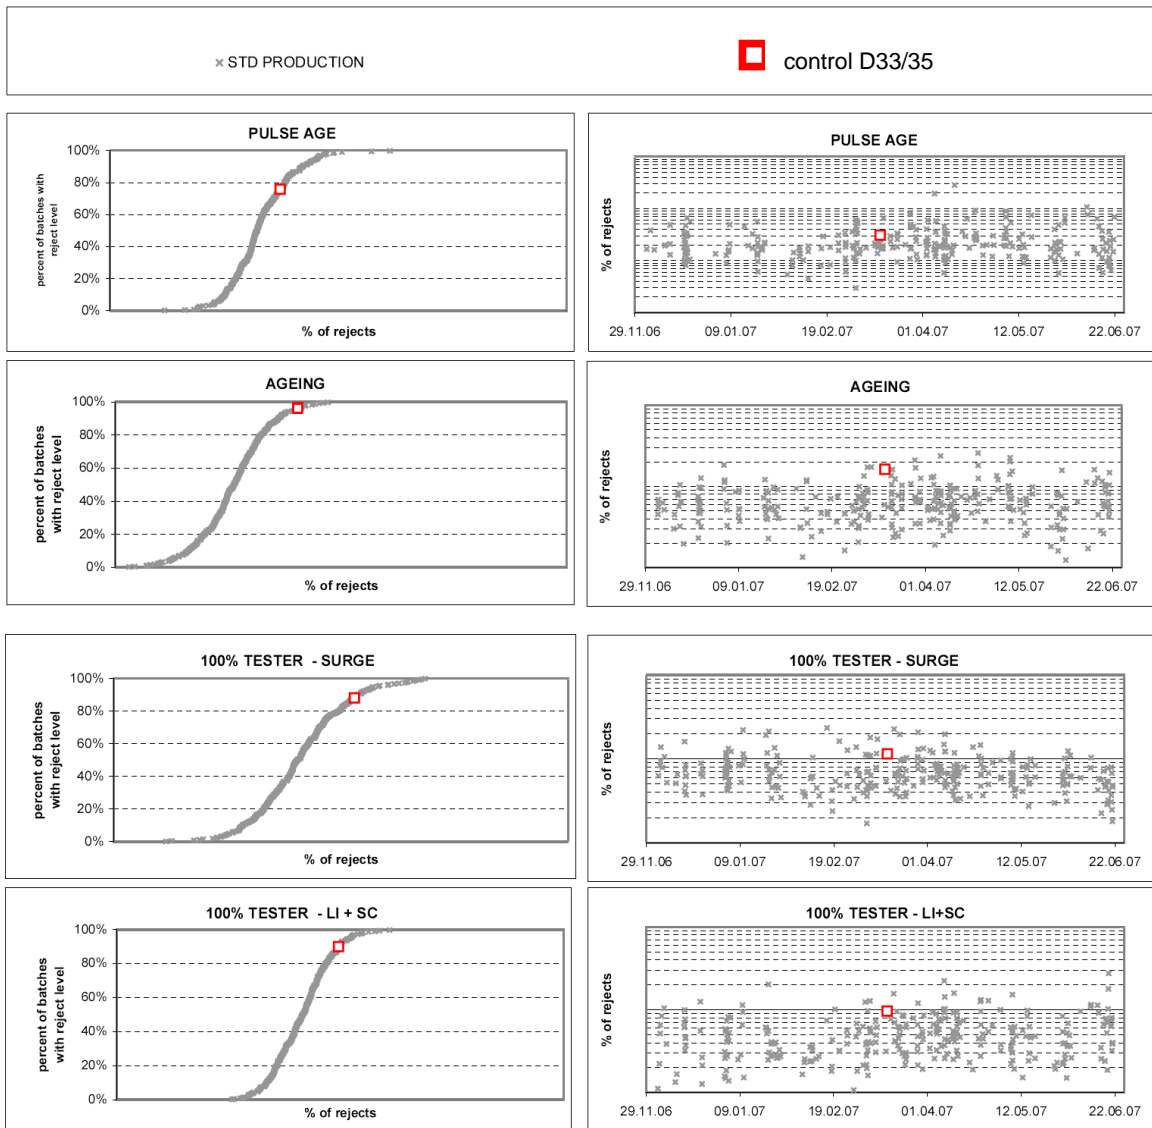 STD PRODUCTION
control D33/35
PULSE AGE
percent of batches with
reject level
100%
80%
60%
40%
20%
0%
% of rejects
PULSE AGE
% of rejects
29.11.06 09.01.07 19.02.07 01.04.07 12.05.07 22.06.07
AGEING
percent of batches
with reject level
100%
80%
60%
40%
20%
0%
% of rejects
AGEING
% of rejects
29.11.06 09.01.07 19.02.07 01.04.07 12.05.07 22.06.07
100% TESTER - SURGE
percent of batches
with reject level
100%
80%
60%
40%
20%
0%
% of rejects
100% TESTER - SURGE
% of rejects
29.11.06 09.01.07 19.02.07 01.04.07 12.05.07 22.06.07
100% TESTER - LI + SC
percent of batches
with reject level
100%
80%
60%
40%
20%
0%
% of rejects
100% TESTER - LI+SC
% of rejects
29.11.06 09.01.07 19.02.07 01.04.07 12.05.07 22.06.07